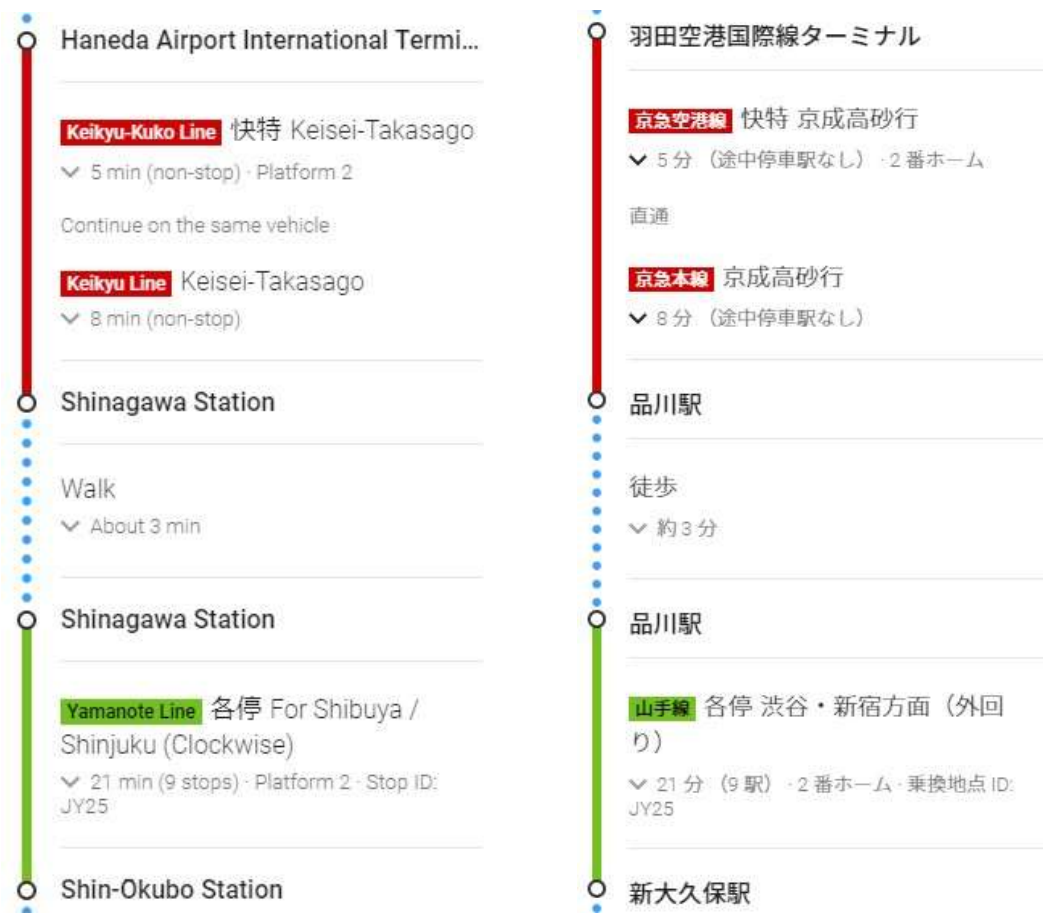 Haneda Airport International Termi...
Keikyu-Kuko Line 快特 Keisei-Takasago
5 min (non-stop) · Platform 2
Continue on the same vehicle
Keikyu Line Keisei-Takasago
8 min (non-stop)
Shinagawa Station
Walk
About 3 min
Shinagawa Station
Yamanote Line 各停 For Shibuya /
Shinjuku (Clockwise)
21 min (9 stops) · Platform 2 · Stop ID:
JY25
Shin-Okubo Station
羽田空港国際線ターミナル
京急空港線 快特 京成高砂行
5 分 （途中停車駅なし） · 2 番ホーム
直通
京急本線 京成高砂行
8 分 （途中停車駅なし）
品川駅
徒歩
約 3 分
品川駅
山手線 各停 渋谷・新宿方面（外回
り）
21 分 （9 駅） · 2 番ホーム · 乗換地点 ID:
JY25
新大久保駅